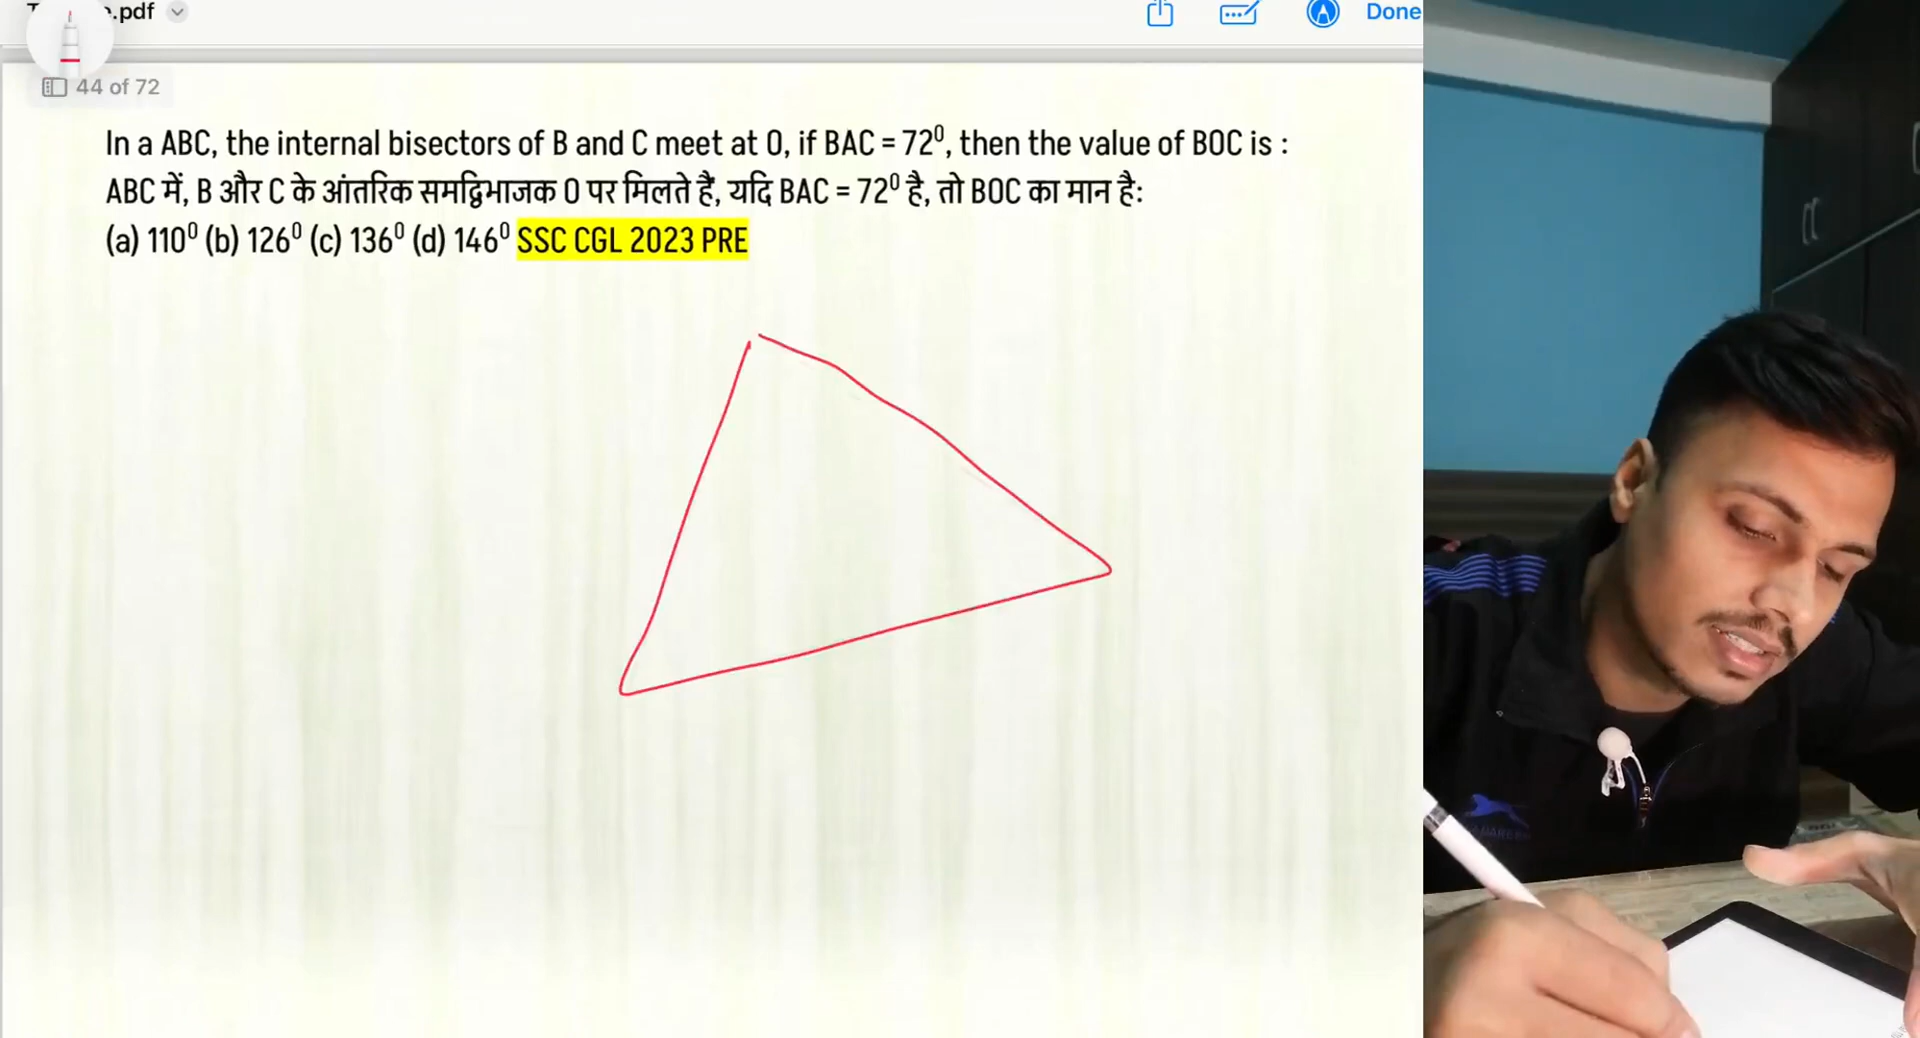 .pdf
Done
44 of 72
In a ABC, the internal bisectors of B and C meet at O, if BAC = 72⁰, then the value of BOC is :
ABC में, B और C के आंतरिक समद्विभाजक O पर मिलते हैं, यदि BAC = 72⁰ है, तो BOC का मान है:
(a) 110⁰ (b) 126⁰ (c) 136⁰ (d) 146⁰ SSC CGL 2023 PRE